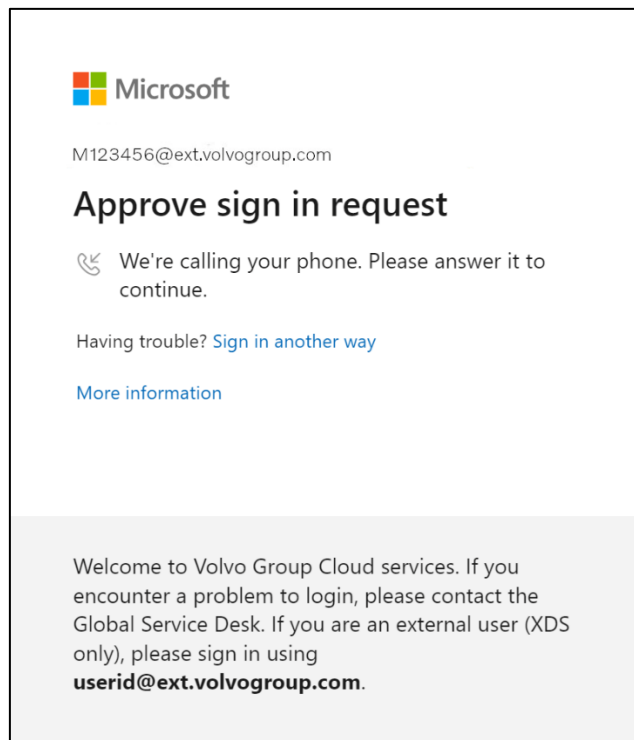 Microsoft
M123456@ext.volvogroup.com
Approve sign in request
We're calling your phone. Please answer it to
continue.
Having trouble? Sign in another way
More information
Welcome to Volvo Group Cloud services. If you
encounter a problem to login, please contact the
Global Service Desk. If you are an external user (XDS
only), please sign in using
userid@ext.volvogroup.com.